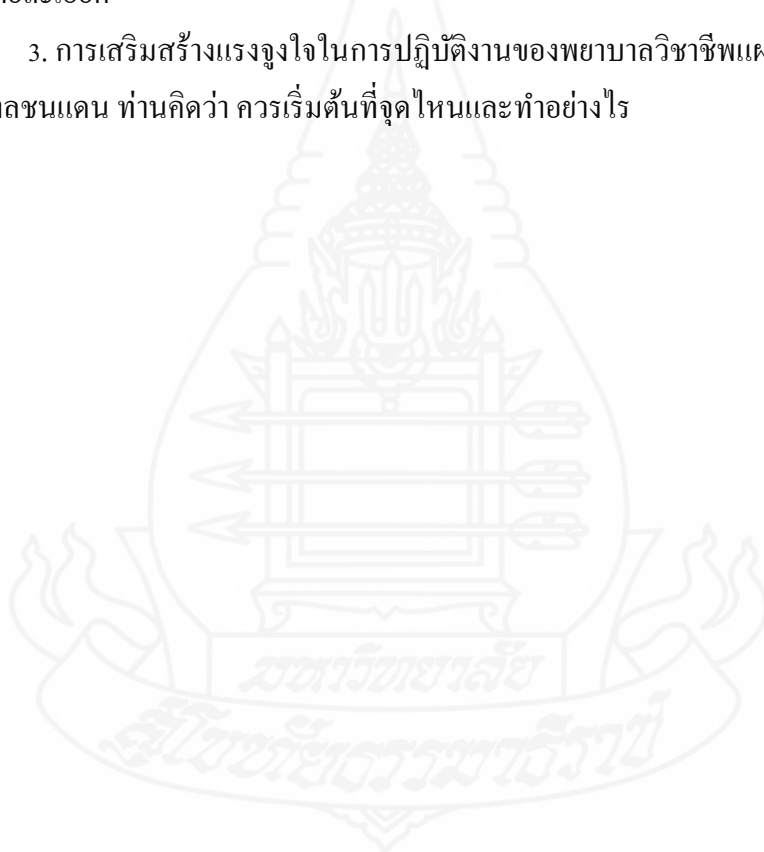 3. การเสริมสร้างแรงจูงใจในการปฏิบัติงานของพยาบาลวิชาชีพ
ชนแดน ท่านคิดว่า ควรเริ่มต้นที่จุดไหนและทำอย่างไร
มหาวิทยาลัย
สุโขทัยธรรมาธิราช